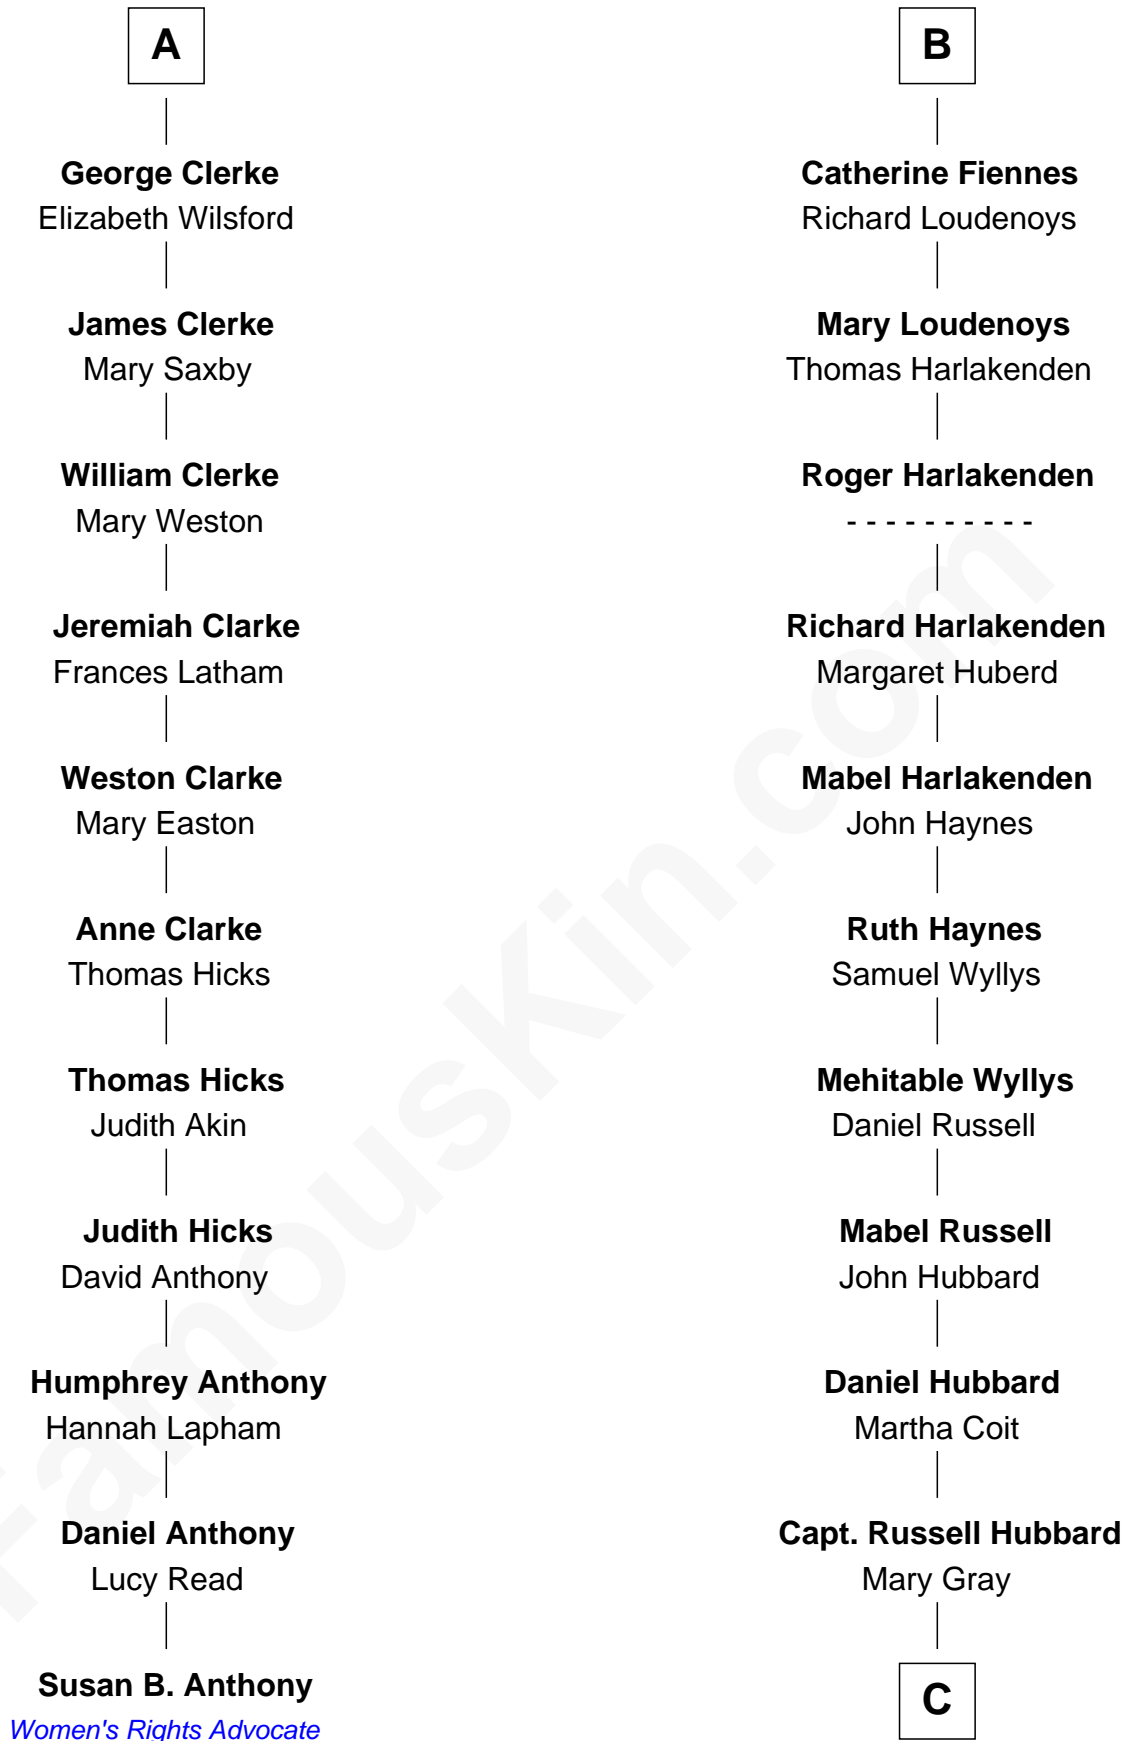 A
George Clerke
Elizabeth Wilsford
James Clerke
Mary Saxby
William Clerke
Mary Weston
Jeremiah Clarke
Frances Latham
Weston Clarke
Mary Easton
Anne Clarke
Thomas Hicks
Thomas Hicks
Judith Akin
Judith Hicks
David Anthony
Humphrey Anthony
Hannah Lapham
Daniel Anthony
Lucy Read
Susan B. Anthony
Women's Rights Advocate
B
Catherine Fiennes
Richard Loudenoys
Mary Loudenoys
Thomas Harlakenden
Roger Harlakenden
- - - - - - - - - -
Richard Harlakenden
Margaret Huberd
Mabel Harlakenden
John Haynes
Ruth Haynes
Samuel Wyllys
Mehitable Wyllys
Daniel Russell
Mabel Russell
John Hubbard
Daniel Hubbard
Martha Coit
Capt. Russell Hubbard
Mary Gray
C
FamousKin.com